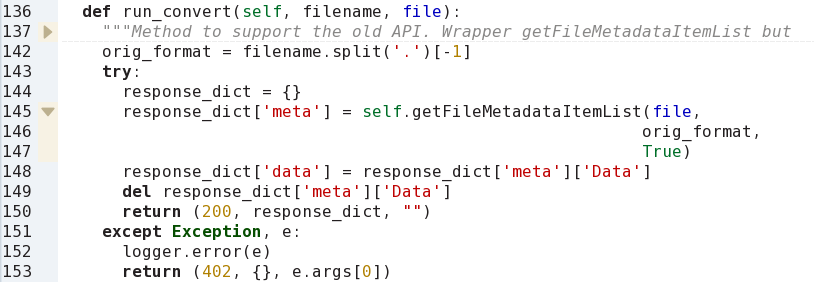 136     def run_convert(self, filename, file):
137       """Method to support the old API. Wrapper getFileMetadataItemList but
142       orig_format = filename.split('.')[-1]
143       try:
144         response_dict = {}
145         response_dict['meta'] = self.getFileMetadataItemList(file,
146                                                             orig_format,
147                                                             True)
148         response_dict['data'] = response_dict['meta']['Data']
149         del response_dict['meta']['Data']
150         return (200, response_dict, "")
151       except Exception, e:
152         logger.error(e)
153         return (402, {}, e.args[0])